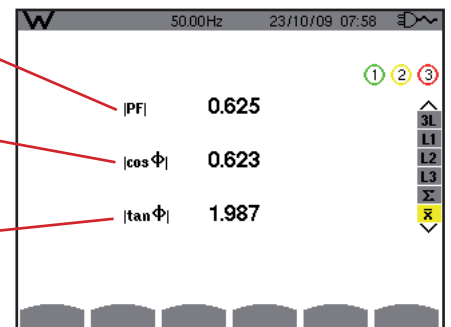 W 50.00Hz 23/10/09 07:58
1 2 3
|PF| 0.625
|cos Φ| 0.623
|tan Φ| 1.987
3L
L1
L2
L3
Σ
x̄